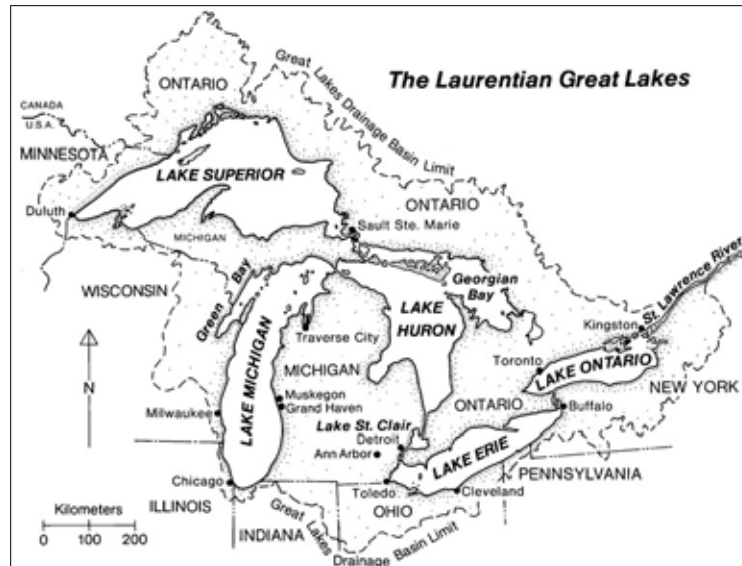 The Laurentian Great Lakes
Great Lakes Drainage Basin Limit
ONTARIO
CANADA
U.S.A.
MINNESOTA
LAKE SUPERIOR
ONTARIO
Duluth
Sault Ste. Marie
MICHIGAN
WISCONSIN
Green Bay
Georgian Bay
LAKE HURON
St. Lawrence River
Kingston
Traverse City
Toronto
LAKE ONTARIO
N
MICHIGAN
LAKE MICHIGAN
NEW YORK
Muskegon
Grand Haven
ONTARIO
Buffalo
Milwaukee
Lake St. Clair
Detroit
Ann Arbor
LAKE ERIE
PENNSYLVANIA
Chicago
Toledo
Cleveland
ILLINOIS
OHIO
INDIANA
Great Lakes
Drainage Basin Limit
Kilometers
0 100 200